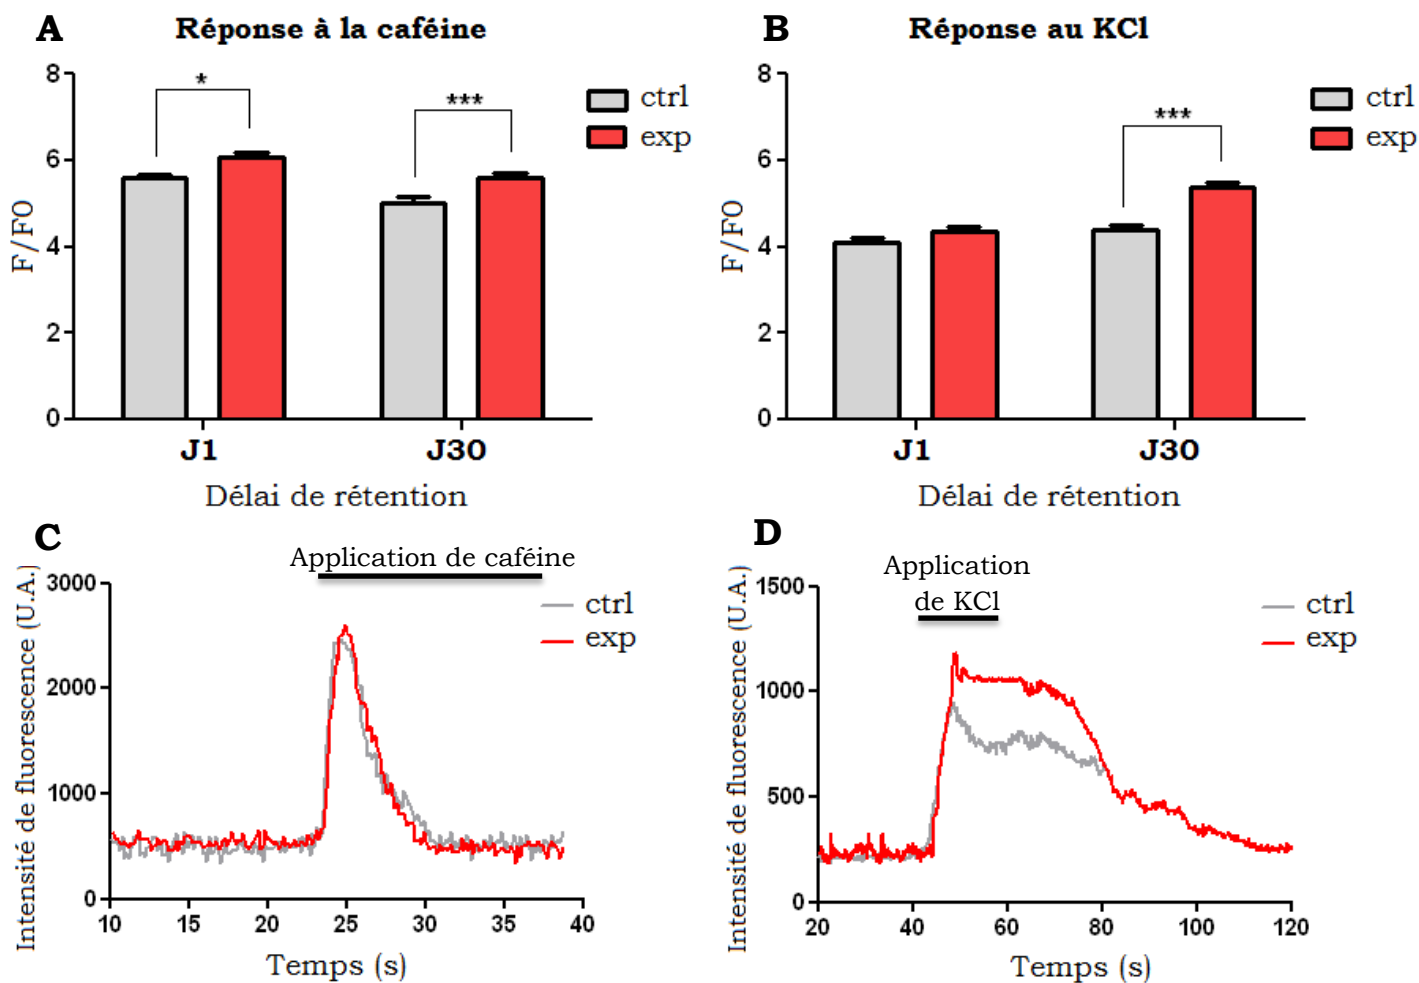 A
Réponse à la caféine
8
6
4
2
0
F/F0
*
***
ctrl
exp
J1
J30
Délai de rétention
B
Réponse au KCl
8
6
4
2
0
F/F0
***
ctrl
exp
J1
J30
Délai de rétention
C
Application de caféine
3000
2000
1000
0
Intensité de fluorescence (U.A.)
ctrl
exp
10 15 20 25 30 35 40
Temps (s)
D
Application
de KCl
1500
1000
500
0
Intensité de fluorescence (U.A.)
ctrl
exp
20 40 60 80 100 120
Temps (s)